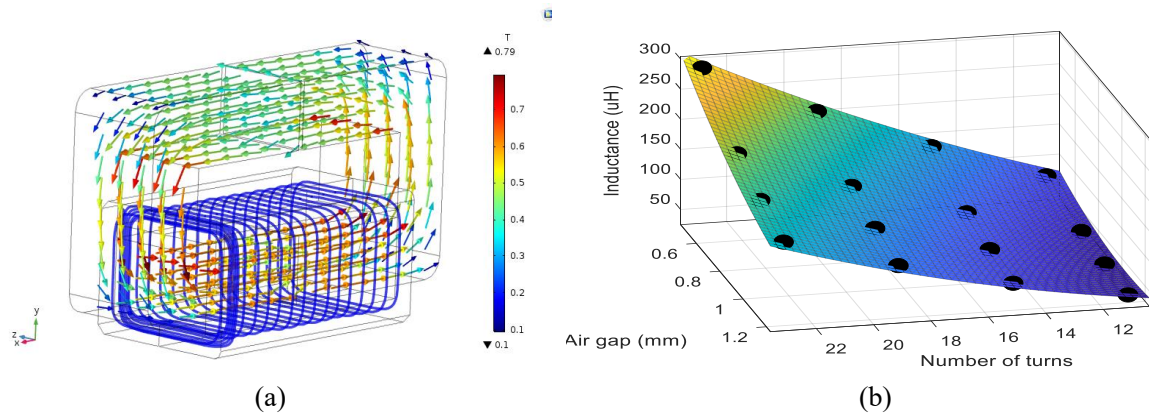 T
▲ 0.79
0.7
0.6
0.5
0.4
0.3
0.2
0.1
▼ 0.1
y
z
x
(a)
300
250
200
150
100
50
Inductance (uH)
0.6
0.8
1
1.2
Air gap (mm)
22
20
18
16
14
12
Number of turns
(b)